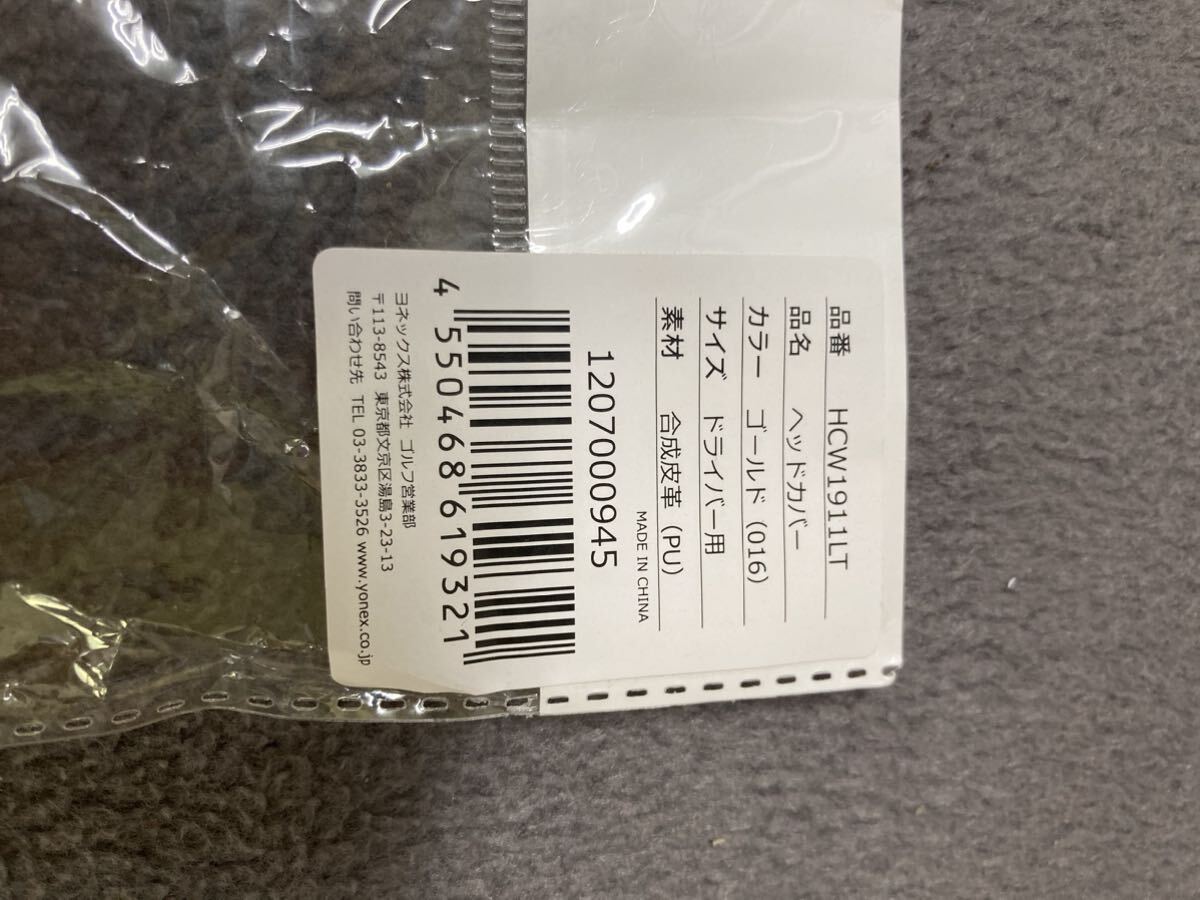 品番 HCW1911LT
品名 ヘッドカバー
カラー ゴールド（016）
サイズ ドライバー用
素材 合成皮革（PU）
MADE IN CHINA
1207000945
4 550468 619321
ヨネックス株式会社 ゴルフ営業部
〒113-8543 東京都文京区湯島3-23-13
問い合わせ先 TEL 03-3833-3526 www.yonex.co.jp